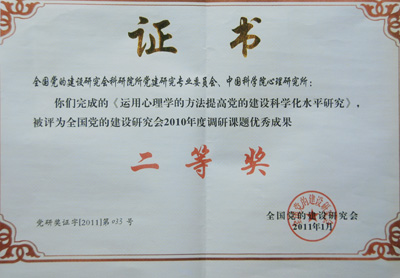 证书
全国党的建设研究会科研院所党建研究专业委员会、中国科学院心理研究所：
你们完成的《运用心理学的方法提高党的建设科学化水平研究》，
被评为全国党的建设研究会2010年度调研课题优秀成果
二等奖
党研奖证字[2011]第033号
全国党的建设研究会
2011年1月